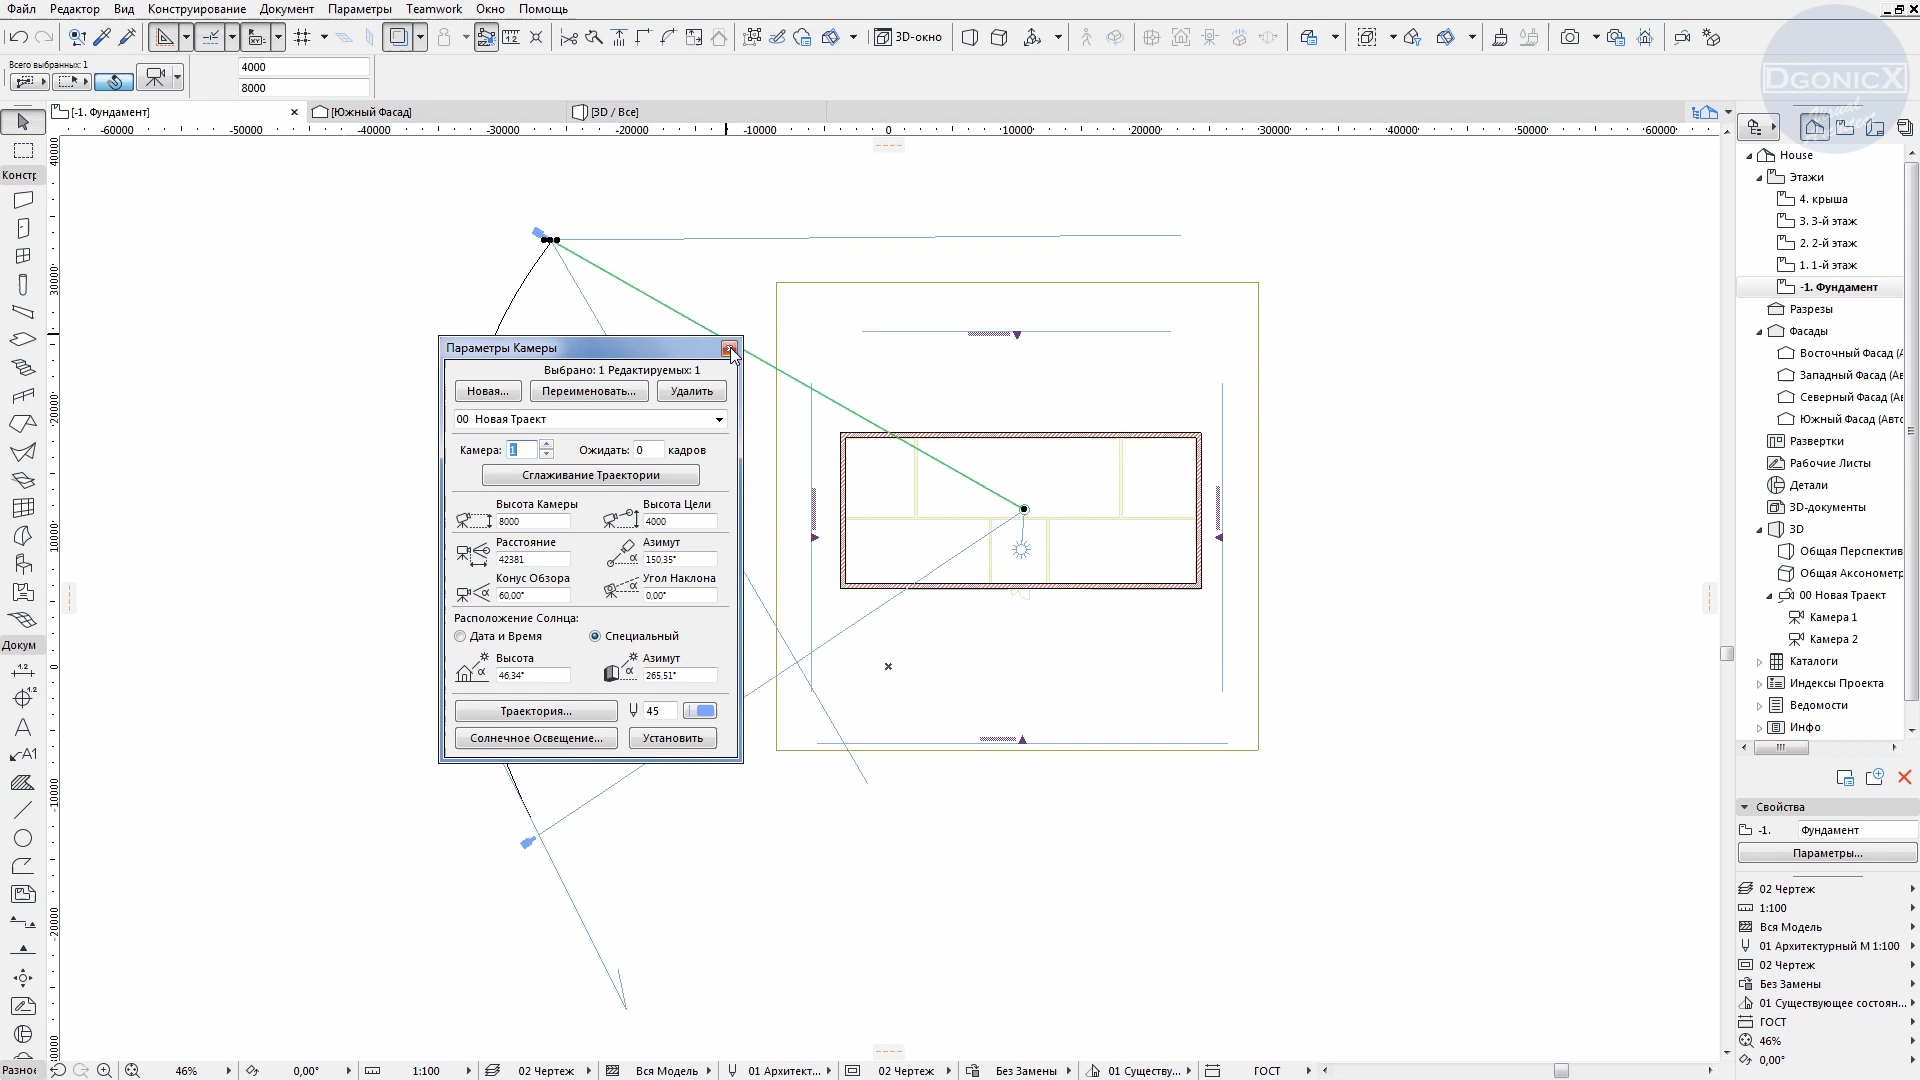 Файл Редактор Вид Конструирование Документ Параметры Teamwork Окно Помощь
3D-окно
DGONICX
Всего выбранных: 1
4000
8000
[-1. Фундамент]
[Южный Фасад]
[3D / Все]
-60000 -50000 -40000 -30000 -20000 -10000 0 10000 20000 30000 40000 50000 60000
40000
30000
20000
10000
0
-10000
-20000
Констр
Докум
Разное
Параметры Камеры
Выбрано: 1 Редактируемых: 1
Новая... Переименовать... Удалить
00 Новая Траект
Камера: 1 Ожидать: 0 кадров
Сглаживание Траектории
Высота Камеры Высота Цели
8000 4000
Расстояние Азимут
42381 150,35°
Конус Обзора Угол Наклона
60,00° 0,00°
Расположение Солнца:
Дата и Время Специальный
Высота Азимут
46,34° 265,51°
Траектория... 45
Солнечное Освещение... Установить
House
Этажи
4. крыша
3. 3-й этаж
2. 2-й этаж
1. 1-й этаж
-1. Фундамент
Разрезы
Фасады
Восточный Фасад (А
Западный Фасад (Ав
Северный Фасад (А
Южный Фасад (Авто
Развертки
Рабочие Листы
Детали
3D-документы
3D
Общая Перспектив
Общая Аксонометр
00 Новая Траект
Камера 1
Камера 2
Каталоги
Индексы Проекта
Ведомости
Инфо
Свойства
-1. Фундамент
Параметры...
02 Чертеж
1:100
Вся Модель
01 Архитектурный М 1:100
02 Чертеж
Без Замены
01 Существующее состоян...
ГОСТ
46%
0,00°
46% 0,00° 1:100 02 Чертеж Вся Модель 01 Архитект... 02 Чертеж Без Замены 01 Существу... ГОСТ